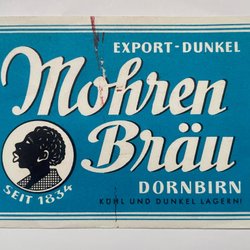 EXPORT-DUNKEL
Mohren
Bräu
SEIT 1834
DORNBIRN
KÜHL UND DUNKEL LAGERN!